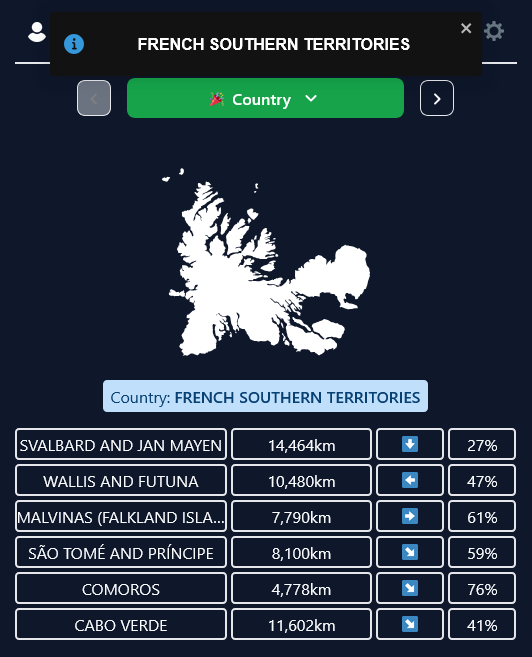 FRENCH SOUTHERN TERRITORIES
Country
Country: FRENCH SOUTHERN TERRITORIES
SVALBARD AND JAN MAYEN 14,464km 27%
WALLIS AND FUTUNA 10,480km 47%
MALVINAS (FALKLAND ISLA... 7,790km 61%
SÃO TOMÉ AND PRÍNCIPE 8,100km 59%
COMOROS 4,778km 76%
CABO VERDE 11,602km 41%